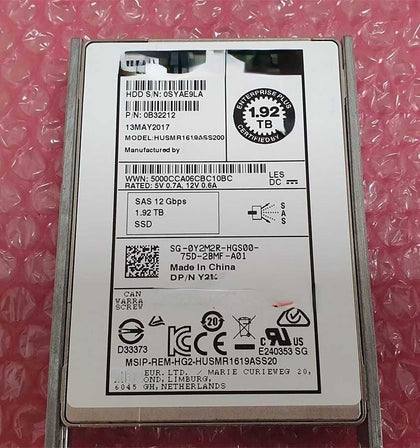 HDD S/N: 0SYAE9LA
P/N: 0B32212
13MAY2017
MODEL: HUSMR1619ASS200
Manufactured by
ENTERPRISE PLUS
1.92
TB
CERTIFIED BY
WWN: 5000CCA06CBC10BC
RATED: 5V 0.7A, 12V 0.6A
LES
DC
SAS 12 Gbps
1.92 TB
SSD
SAS
SG-0Y2M2R-HGS00-
75D-2BMF-A01
Made in China
DP/N
CAN
WARRA
SCREW
D33373
20
E240353 SG
MSIP-REM-HG2-HUSMR1619ASS20
EUR.LTD. / MARIE CURIEWEG 20,
OND, LIMBURG,
6045 GH, NETHERLANDS